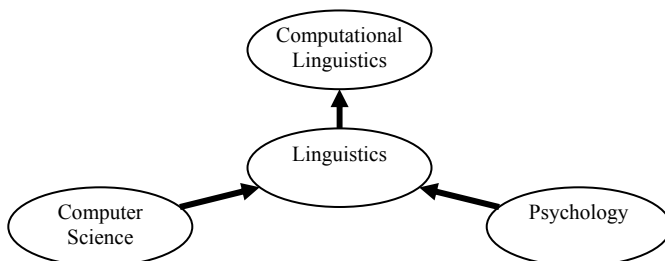 Computational
Linguistics
Linguistics
Computer
Science
Psychology